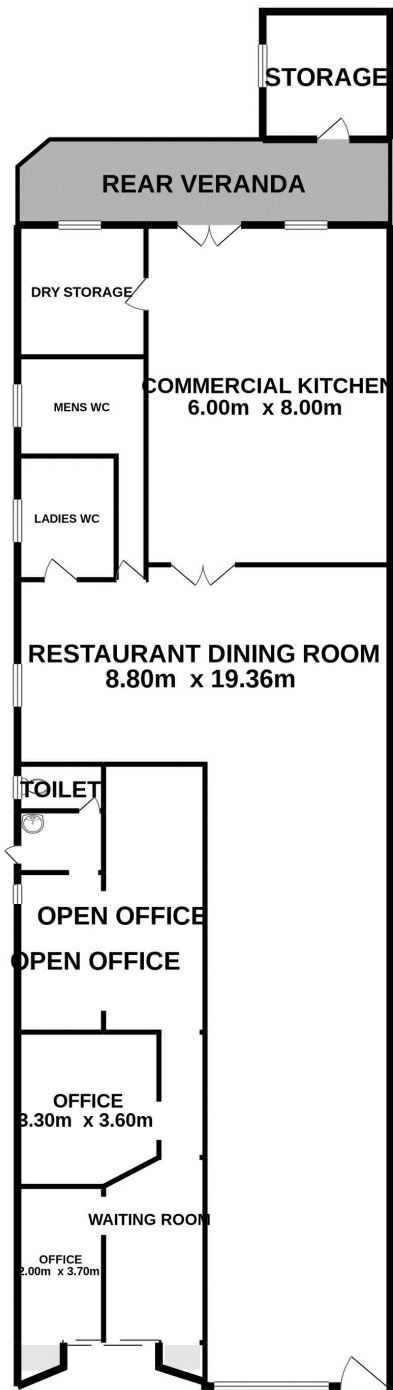 STORAGE
REAR VERANDA
DRY STORAGE
COMMERCIAL KITCHEN
6.00m x 8.00m
MENS WC
LADIES WC
RESTAURANT DINING ROOM
8.80m x 19.36m
TOILET
OPEN OFFICE
OPEN OFFICE
OFFICE
3.30m x 3.60m
WAITING ROOM
OFFICE
2.00m x 3.70m